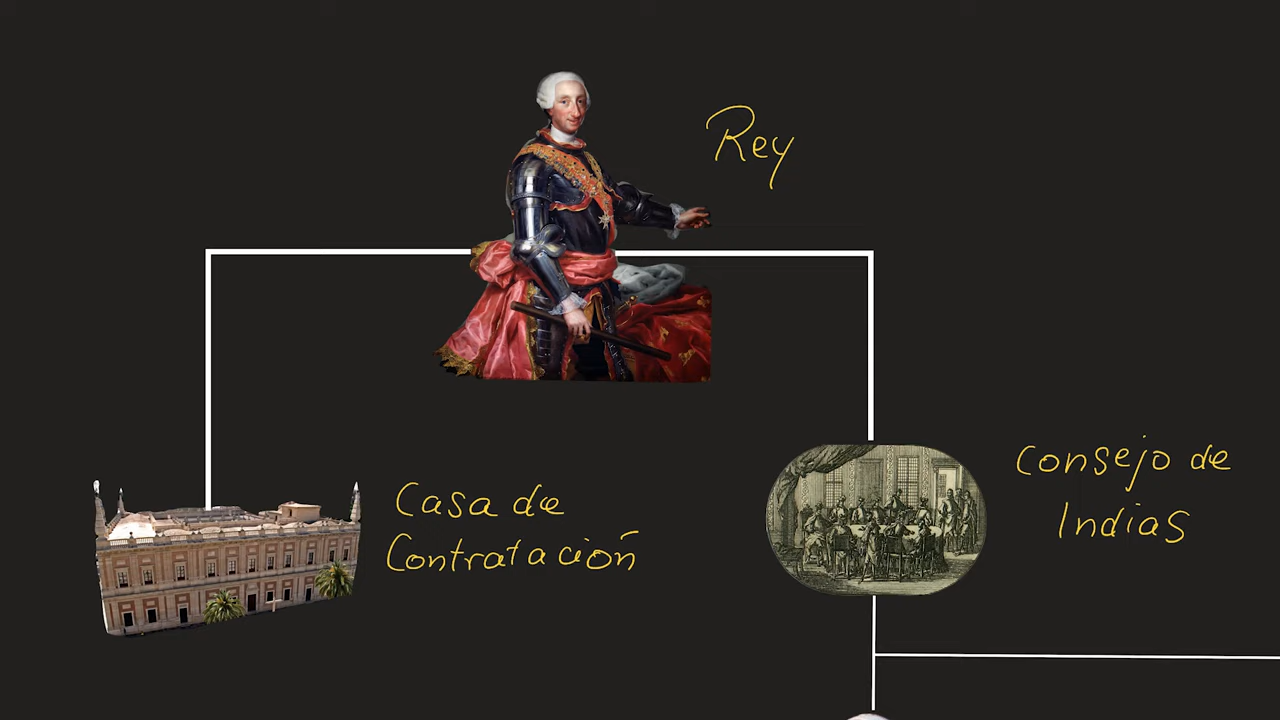 Rey
Casa de
Contratación
Consejo de
Indias